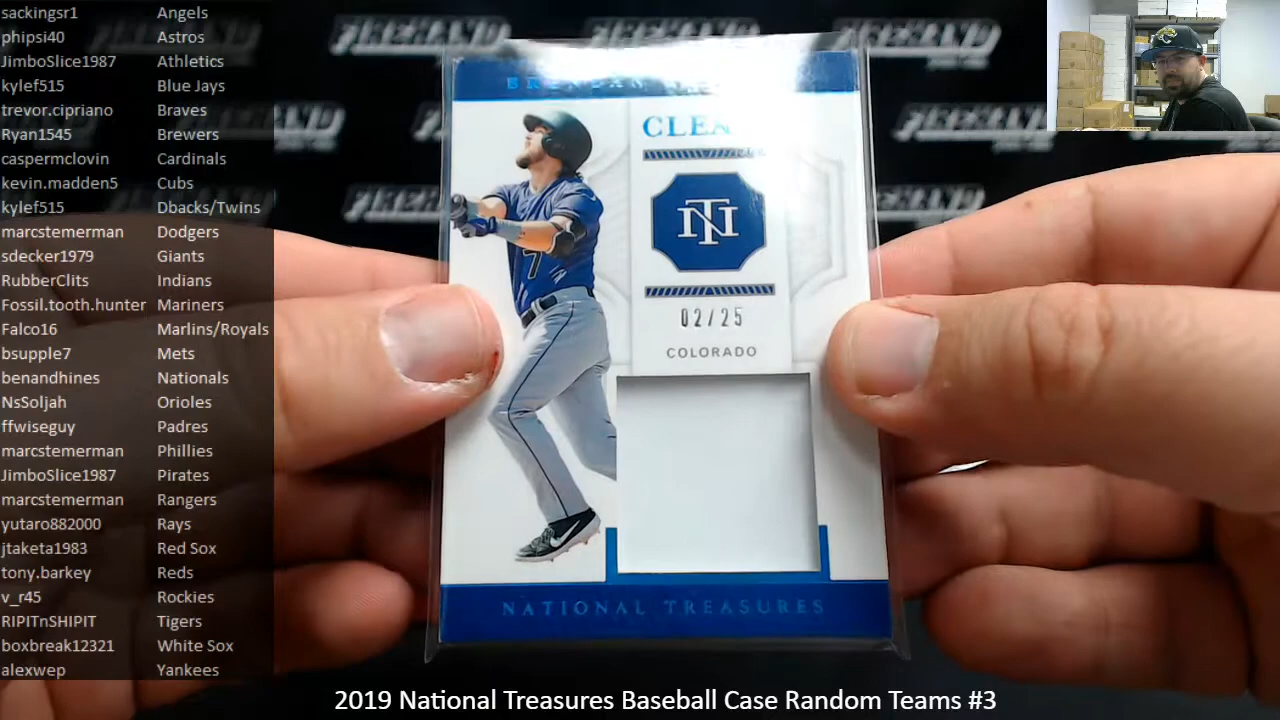 sackingsr1 Angels
phipsi40 Astros
JimboSlice1987 Athletics
kylef515 Blue Jays
trevor.cipriano Braves
Ryan1545 Brewers
caspermclovin Cardinals
kevin.madden5 Cubs
kylef515 Dbacks/Twins
marcstemerman Dodgers
sdecker1979 Giants
RubberClits Indians
Fossil.tooth.hunter Mariners
Falco16 Marlins/Royals
bsupple7 Mets
benandhines Nationals
NsSoljah Orioles
ffwiseguy Padres
marcstemerman Phillies
JimboSlice1987 Pirates
marcstemerman Rangers
yutaro882000 Rays
jtaketa1983 Red Sox
tony.barkey Reds
v_r45 Rockies
RIPITnSHIPIT Tigers
boxbreak12321 White Sox
alexwep Yankees
FIREHAND
FIREHAND
FIREHAND
7
NT
02/25
COLORADO
NATIONAL TREASURES
2019 National Treasures Baseball Case Random Teams #3